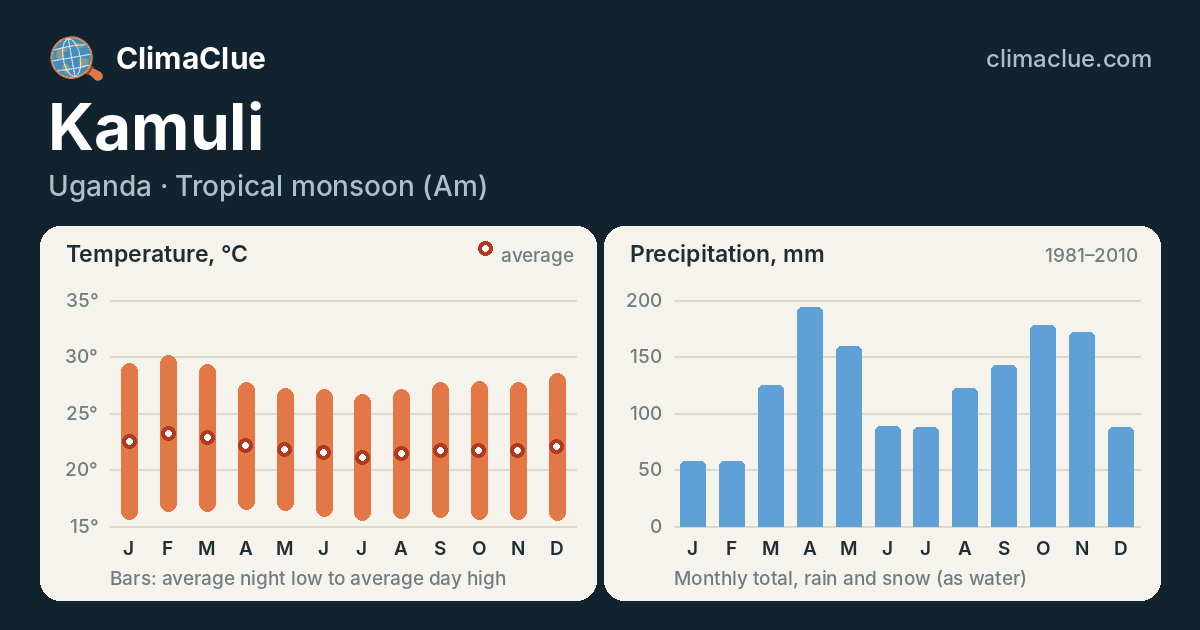 ClimaClue
climaclue.com
Kamuli
Uganda · Tropical monsoon (Am)
Temperature, °C
average
35°
30°
25°
20°
15°
J F M A M J J A S O N D
Bars: average night low to average day high
Precipitation, mm
1981–2010
200
150
100
50
0
J F M A M J J A S O N D
Monthly total, rain and snow (as water)